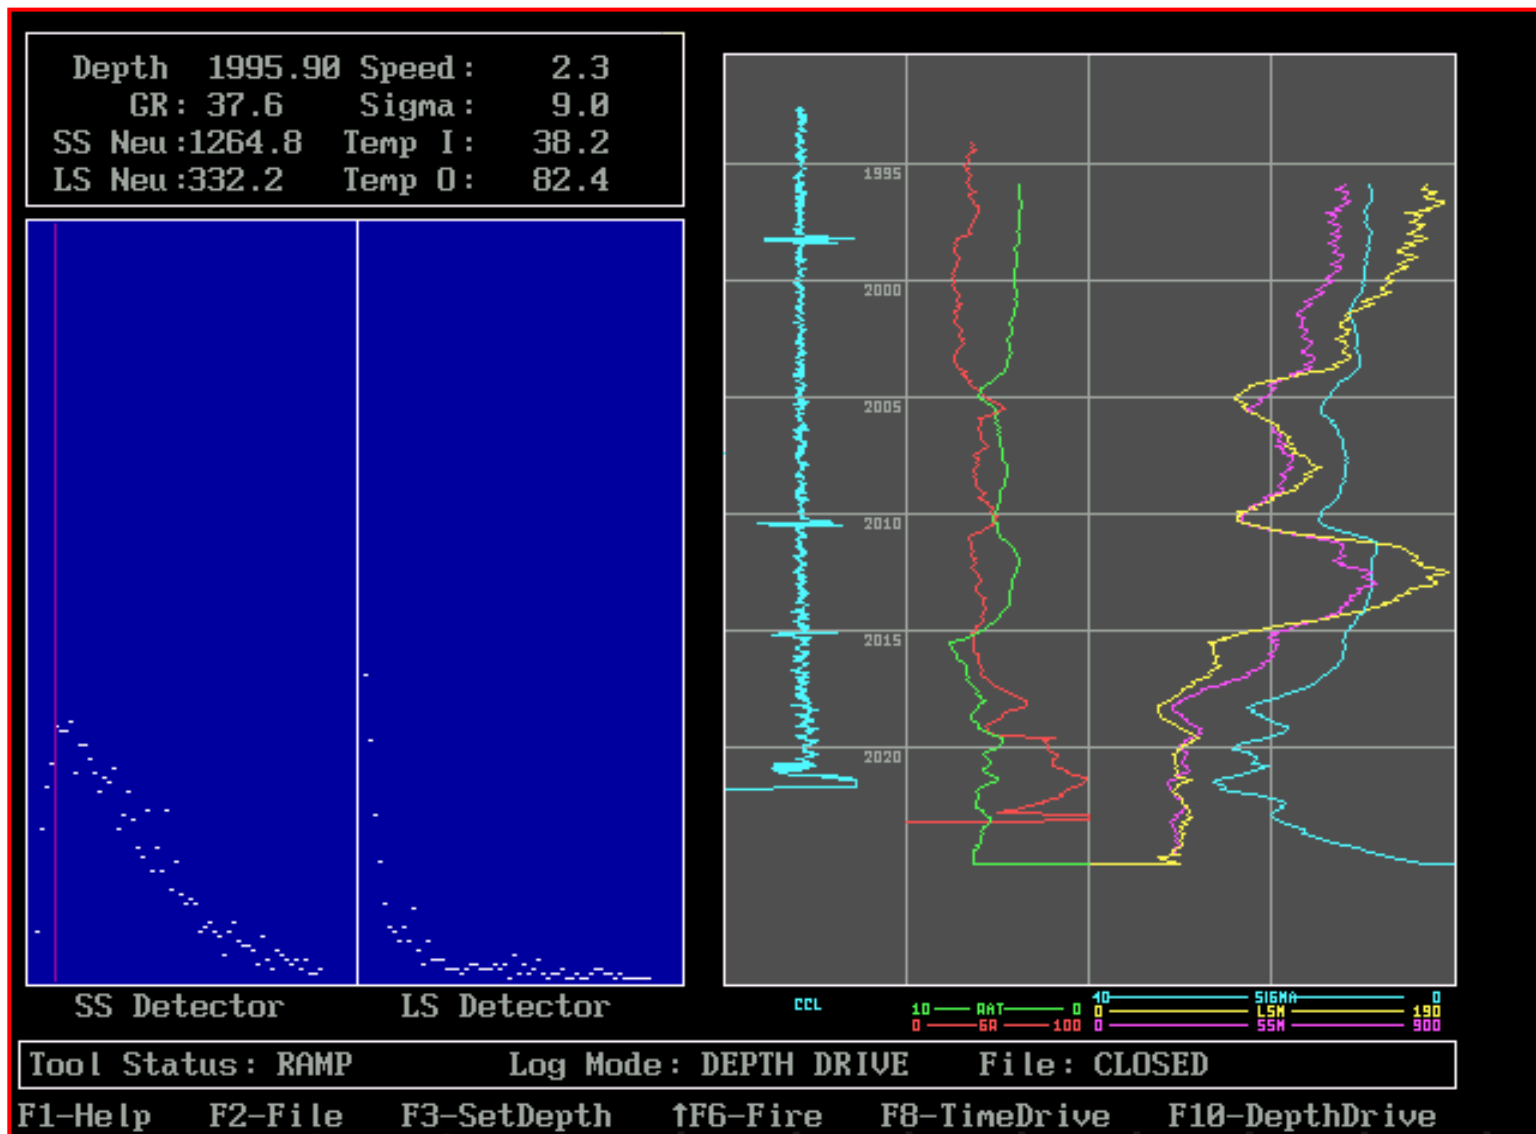 Depth 1995.90 Speed: 2.3
GR: 37.6 Sigma: 9.0
SS Neu:1264.8 Temp I: 38.2
LS Neu:332.2 Temp O: 82.4
1995
2000
2005
2010
2015
2020
SS Detector LS Detector
CCL
10 RAT 0
0 GR 100
40 SIGMA 0
0 LSN 190
0 SSN 900
Tool Status: RAMP Log Mode: DEPTH DRIVE File: CLOSED
F1-Help F2-File F3-SetDepth ↑F6-Fire F8-TimeDrive F10-DepthDrive